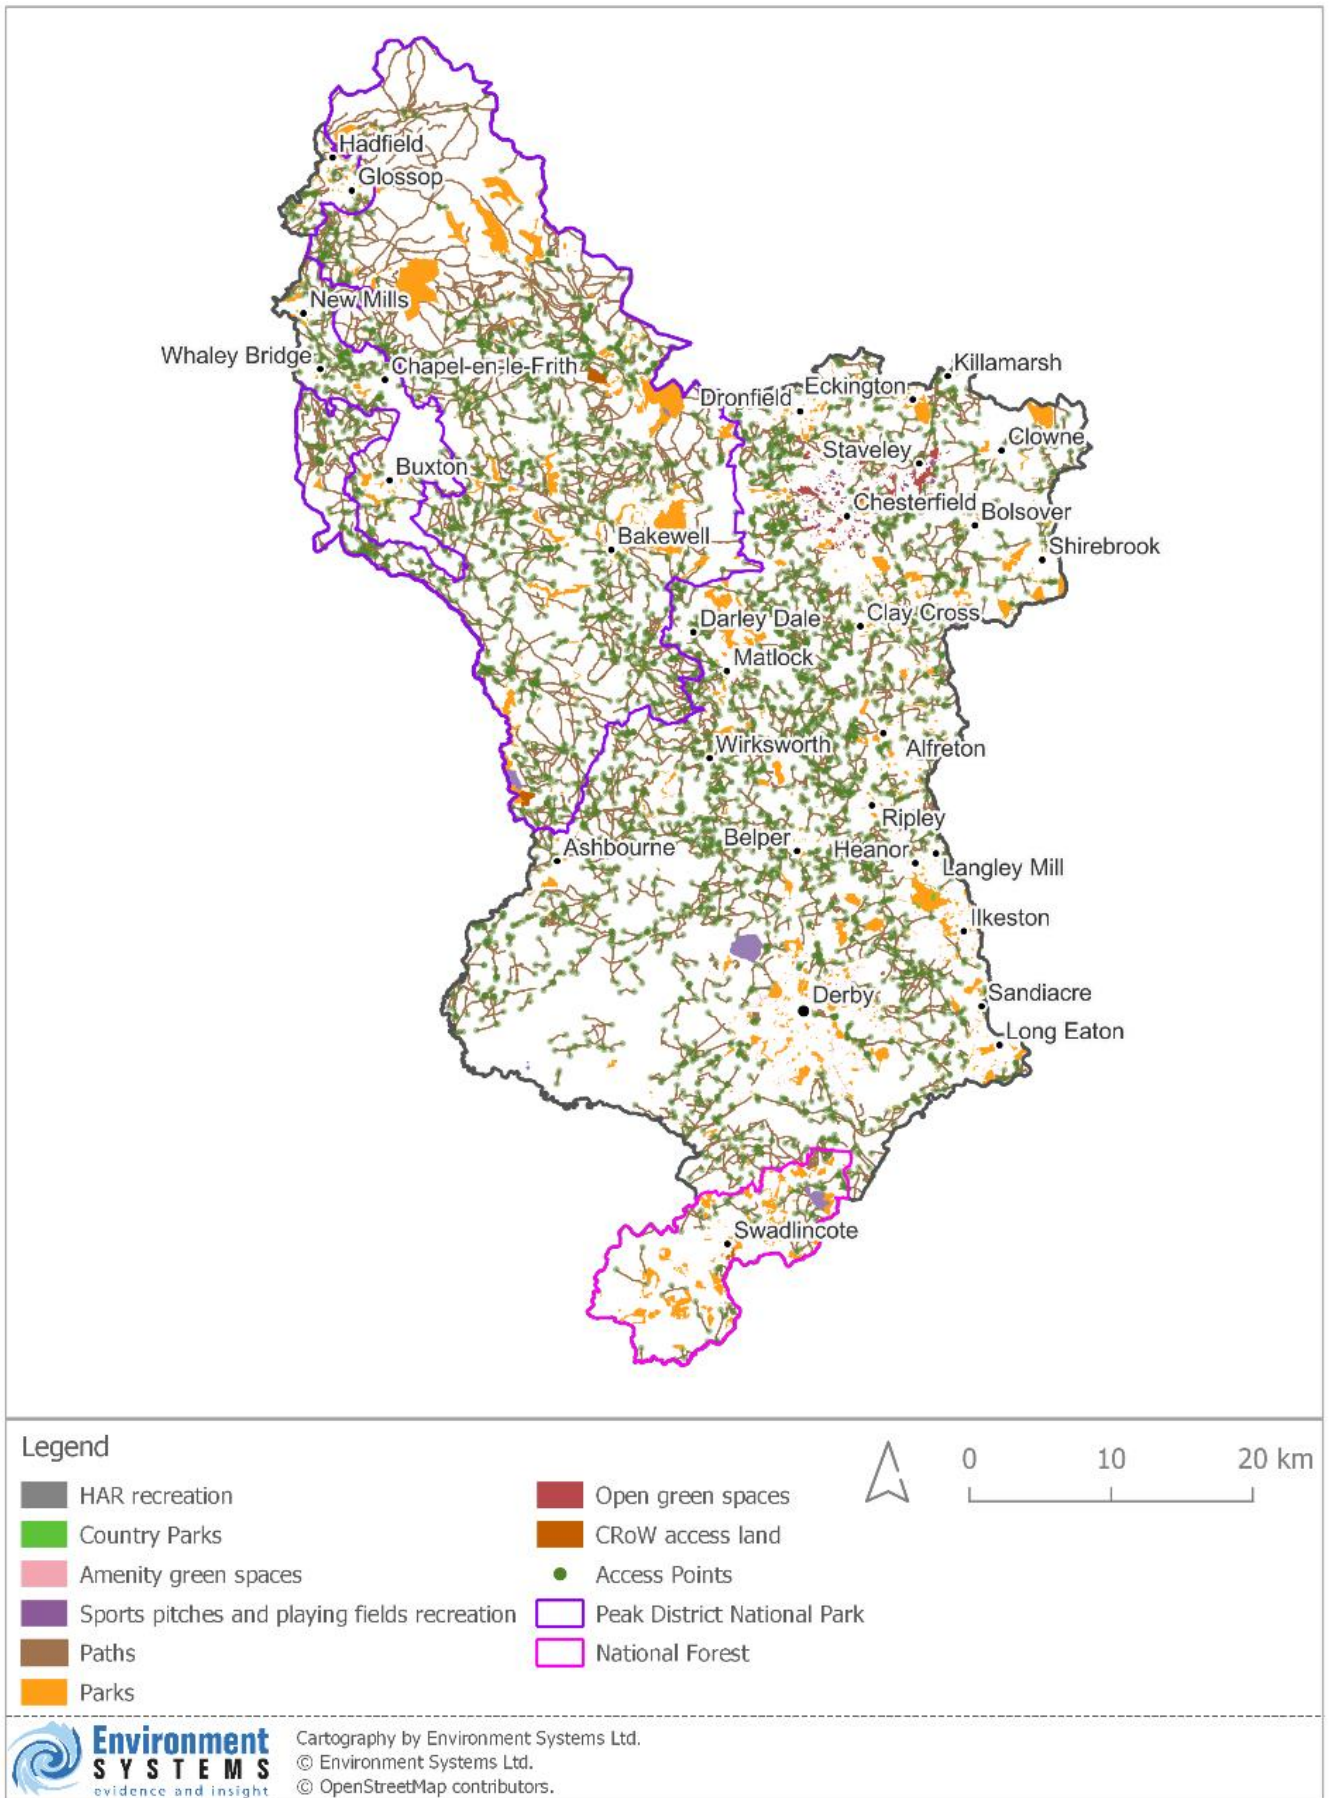 Hadfield
Glossop
New Mills
Whaley Bridge
Chapel-en-le-Frith
Killamarsh
Dronfield
Eckington
Clowne
Staveley
Buxton
Chesterfield
Bolsover
Bakewell
Shirebrook
Darley Dale
Clay Cross
Matlock
Wirksworth
Alfreton
Ripley
Belper
Ashbourne
Heanor
Langley Mill
Ilkeston
Derby
Sandiacre
Long Eaton
Swadlincote
Legend
HAR recreation
Country Parks
Amenity green spaces
Sports pitches and playing fields recreation
Paths
Parks
Open green spaces
CRoW access land
Access Points
Peak District National Park
National Forest
0 10 20 km
Environment
SYSTEMS
evidence and insight
Cartography by Environment Systems Ltd.
© Environment Systems Ltd.
© OpenStreetMap contributors.